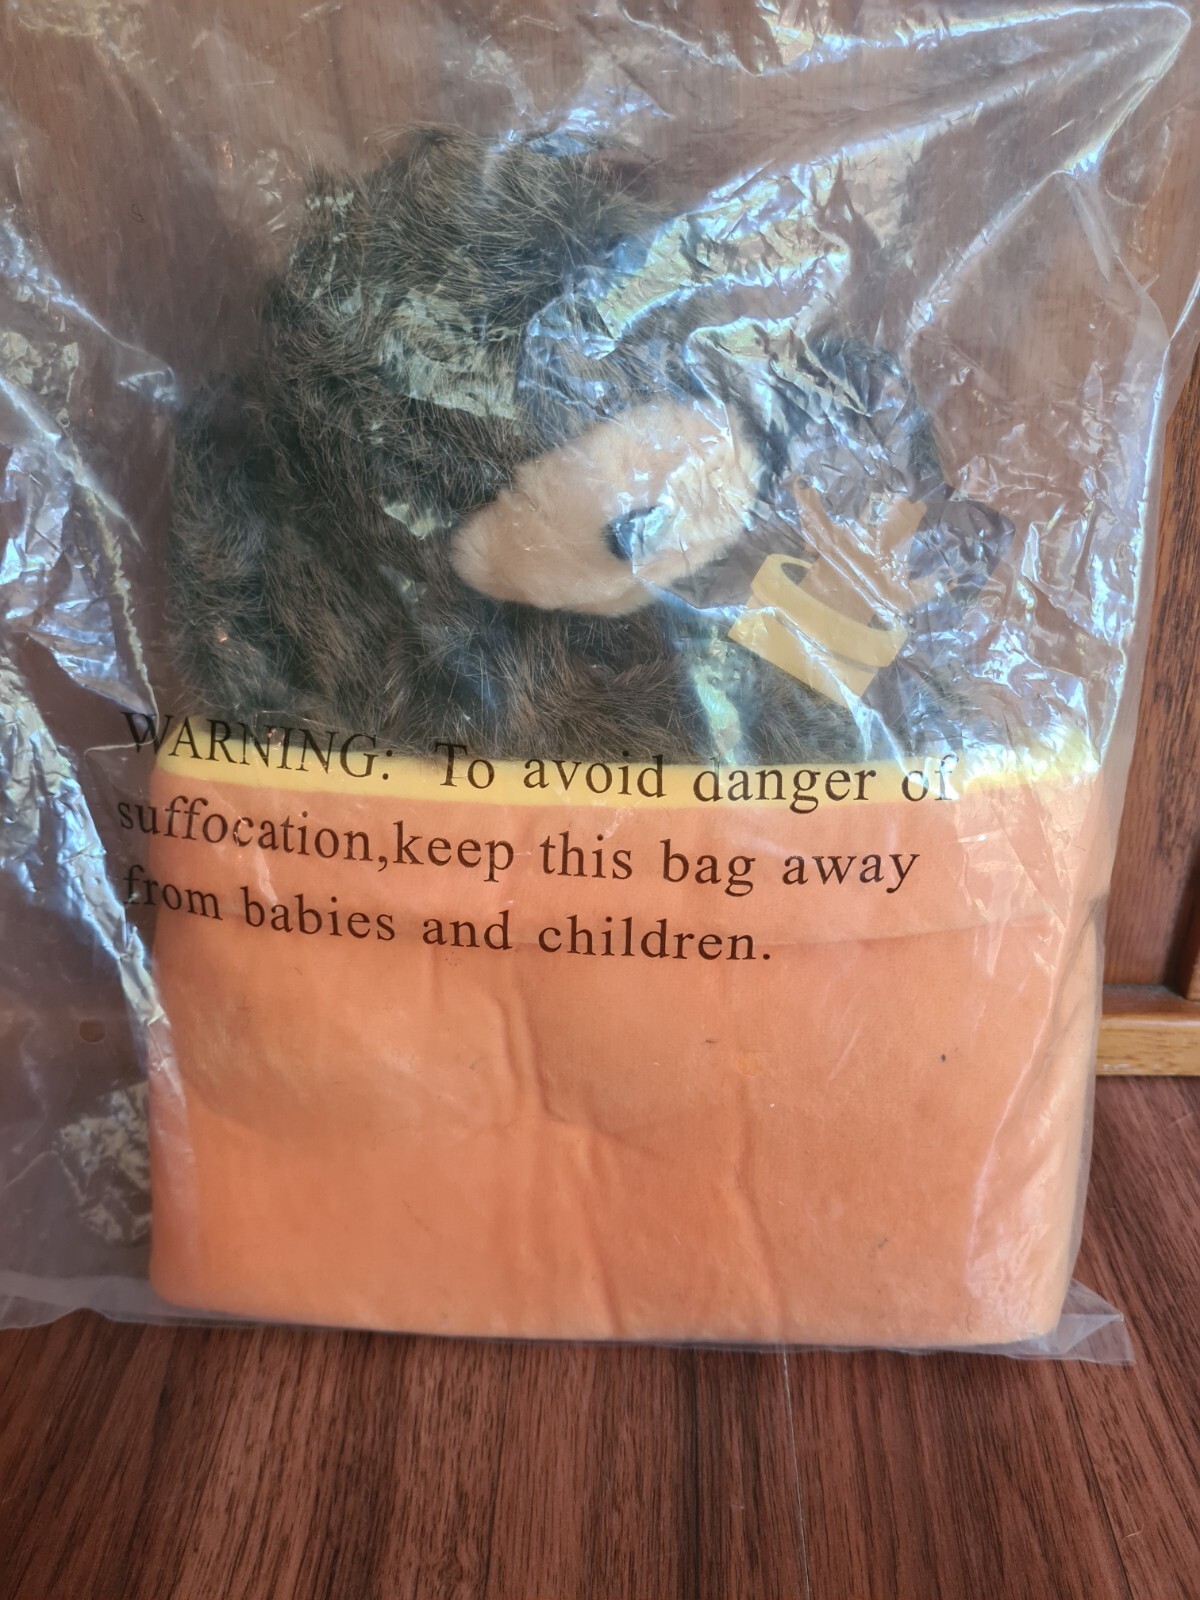 WARNING: To avoid danger of
suffocation,keep this bag away
from babies and children.